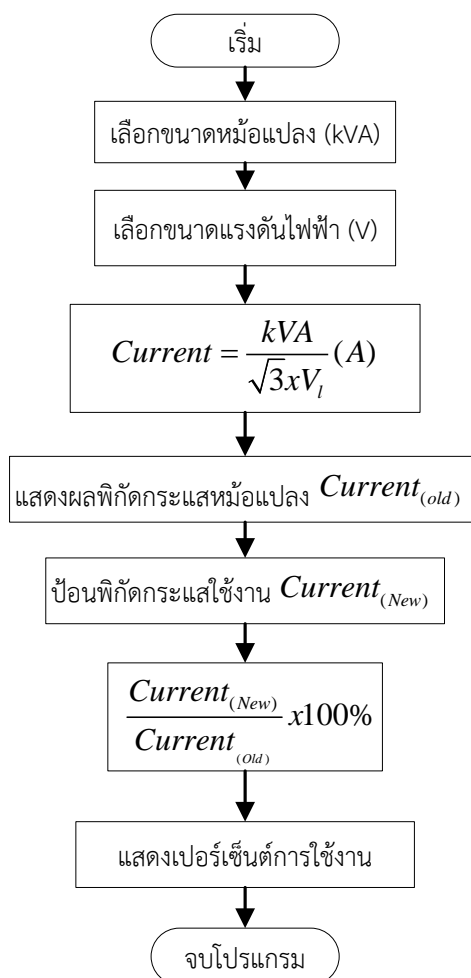 เริ่ม
เลือกขนาดหม้อแปลง (kVA)
เลือกขนาดแรงดันไฟฟ้า (V)
Current = kVA / √3xV_l (A)
แสดงผลพิกัดกระแสหม้อแปลง Current_(old)
ป้อนพิกัดกระแสใช้งาน Current_(New)
Current_(New) / Current_(Old) x100%
แสดงเปอร์เซ็นต์การใช้งาน
จบโปรแกรม